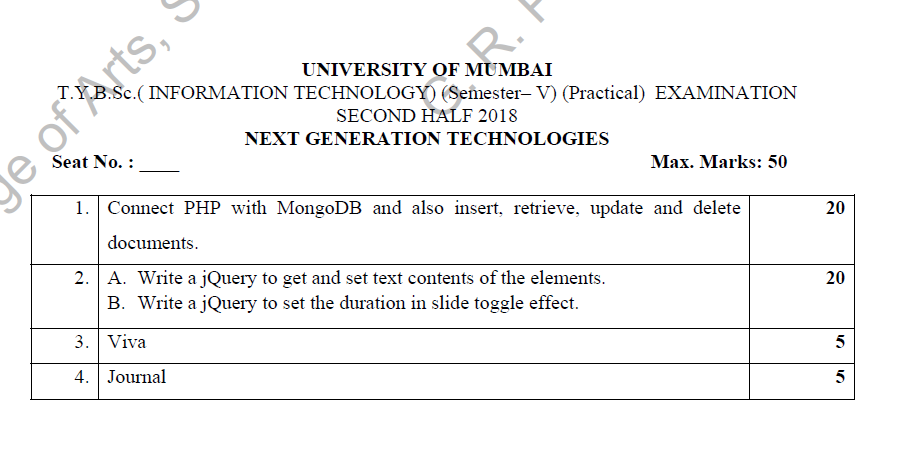 ge of Arts, S
G. R. P
UNIVERSITY OF MUMBAI
T.Y.B.Sc.( INFORMATION TECHNOLOGY) (Semester– V) (Practical) EXAMINATION
SECOND HALF 2018
NEXT GENERATION TECHNOLOGIES
Seat No. : ____ Max. Marks: 50
1. Connect PHP with MongoDB and also insert, retrieve, update and delete 20
documents.
2. A. Write a jQuery to get and set text contents of the elements. 20
B. Write a jQuery to set the duration in slide toggle effect.
3. Viva 5
4. Journal 5